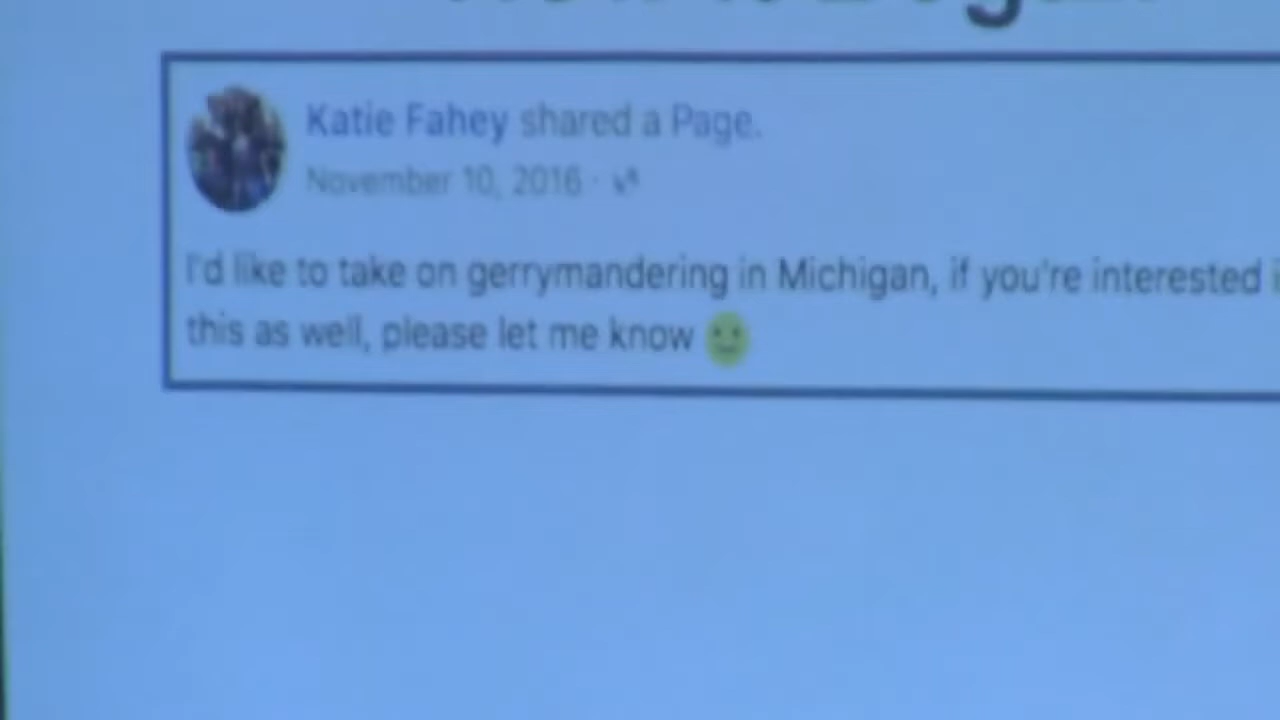 Katie Fahey shared a Page.
November 10, 2016 ·
I'd like to take on gerrymandering in Michigan, if you're interested
this as well, please let me know 🙂